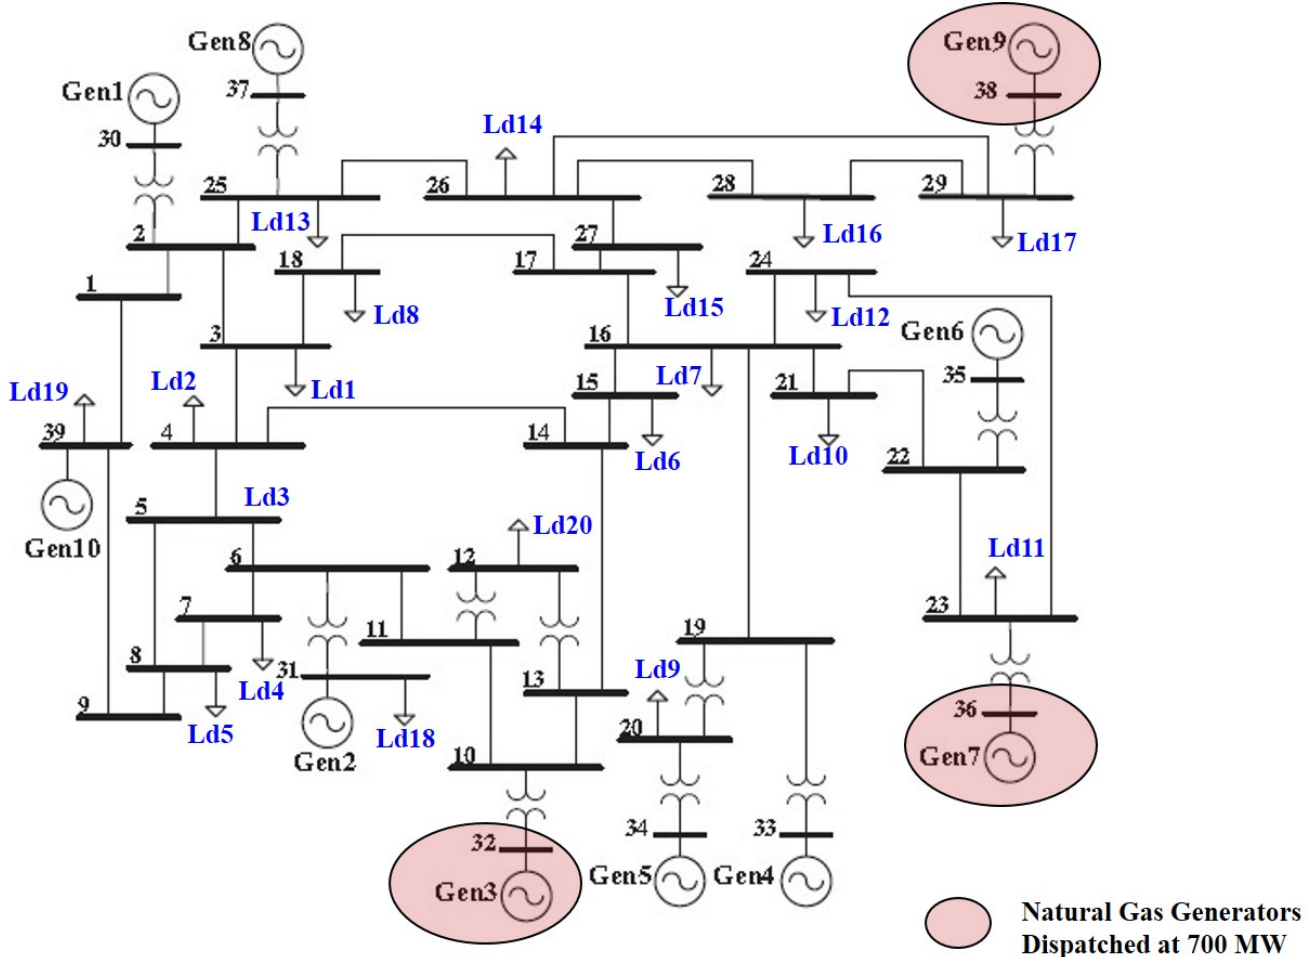 Gen8
Gen9
37
Gen1
38
30
Ld14
25
26
28
29
Ld13
2
18
17
27
24
Ld16
Ld17
1
Ld8
Ld15
Ld12
Gen6
3
16
Ld19
Ld2
Ld1
15
Ld7
21
35
39
4
14
Ld6
Ld10
22
5
Ld3
Gen10
6
12
Ld20
Ld11
7
11
23
8
Ld4
31
19
9
Ld5
Ld18
13
Ld9
36
Gen2
10
20
Gen7
32
34
33
Gen3
Gen5
Gen4
Natural Gas Generators
Dispatched at 700 MW